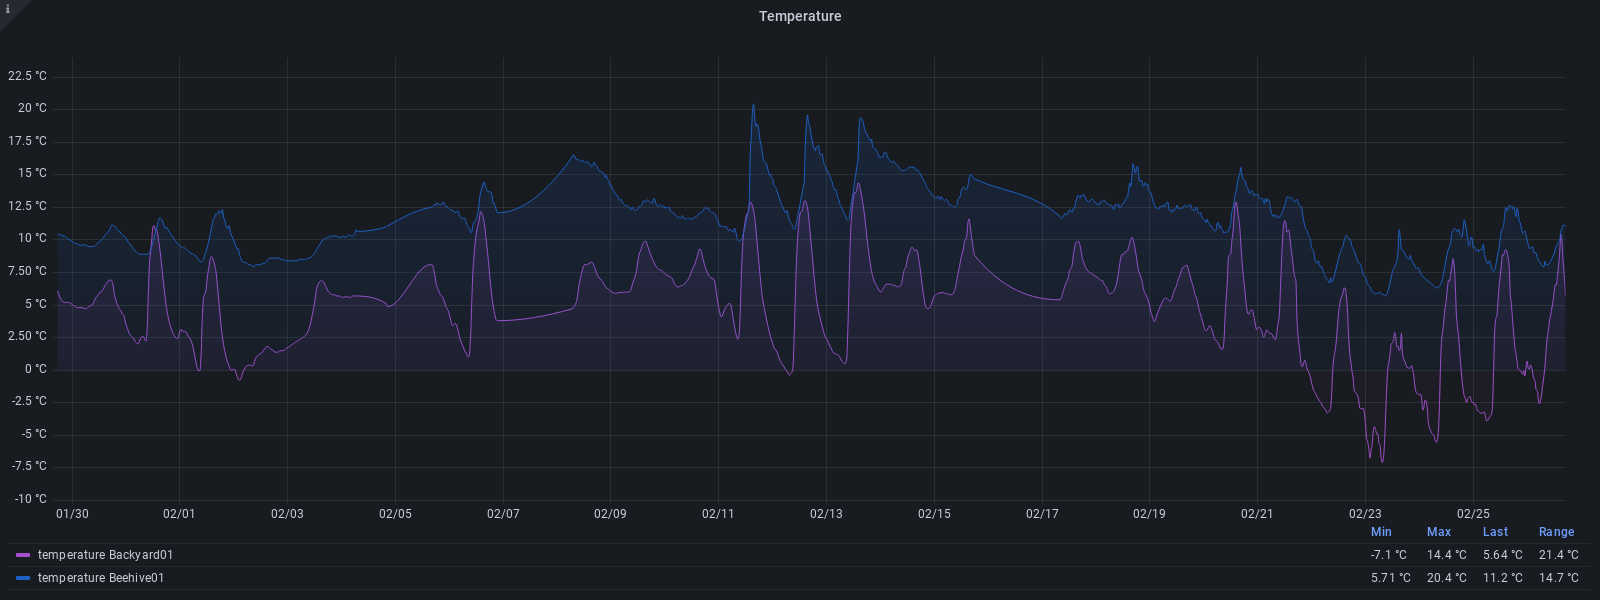 i
Temperature
22.5 °C
20 °C
17.5 °C
15 °C
12.5 °C
10 °C
7.50 °C
5 °C
2.50 °C
0 °C
-2.5 °C
-5 °C
-7.5 °C
-10 °C
01/30 02/01 02/03 02/05 02/07 02/09 02/11 02/13 02/15 02/17 02/19 02/21 02/23 02/25
Min Max Last Range
temperature Backyard01 -7.1 °C 14.4 °C 5.64 °C 21.4 °C
temperature Beehive01 5.71 °C 20.4 °C 11.2 °C 14.7 °C